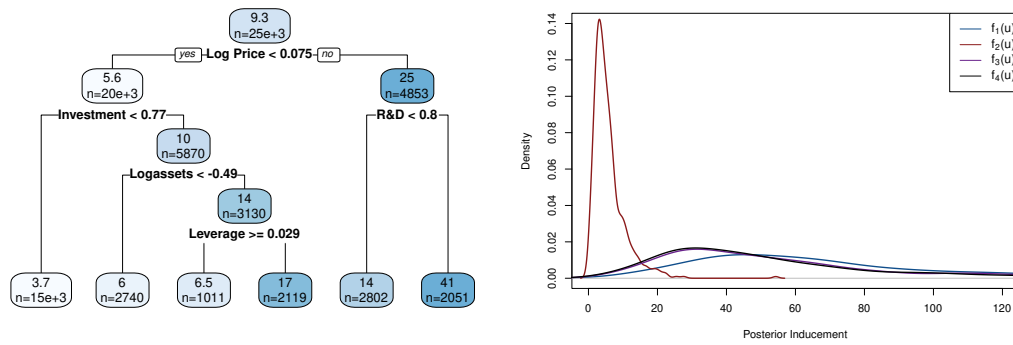 9.3
n=25e+3
yes Log Price < 0.075 no
5.6
n=20e+3
25
n=4853
Investment < 0.77
R&D < 0.8
10
n=5870
Logassets < -0.49
14
n=3130
Leverage >= 0.029
3.7
n=15e+3
6
n=2740
6.5
n=1011
17
n=2119
14
n=2802
41
n=2051
Density
0.14
0.12
0.10
0.08
0.06
0.04
0.02
0.00
f₁(u)
f₂(u)
f₃(u)
f₄(u)
0 20 40 60 80 100 120
Posterior Inducement